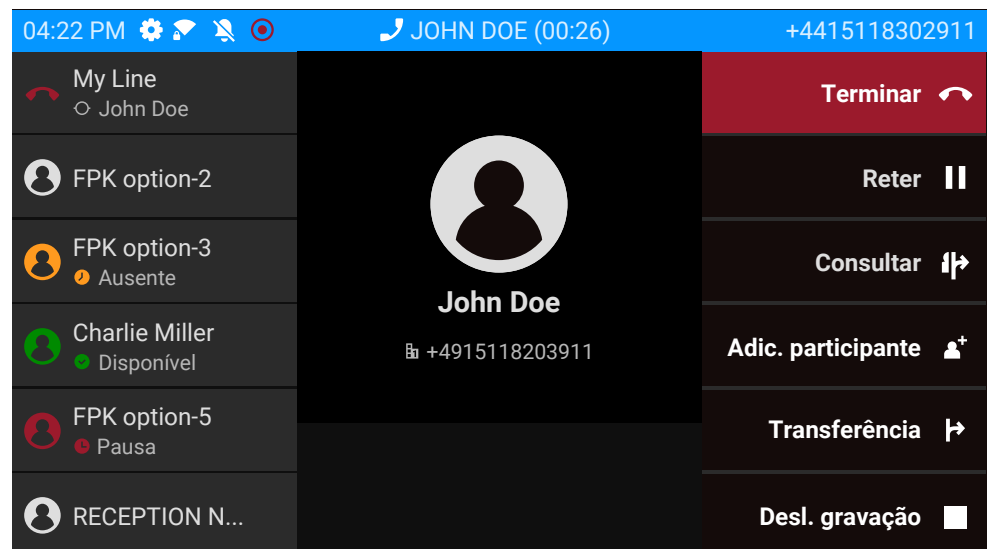 04:22 PM
JOHN DOE (00:26)
+4415118302911
My Line
John Doe
FPK option-2
FPK option-3
Ausente
Charlie Miller
Disponível
FPK option-5
Pausa
RECEPTION N...
John Doe
+4915118203911
Terminar
Reter
Consultar
Adic. participante
Transferência
Desl. gravação